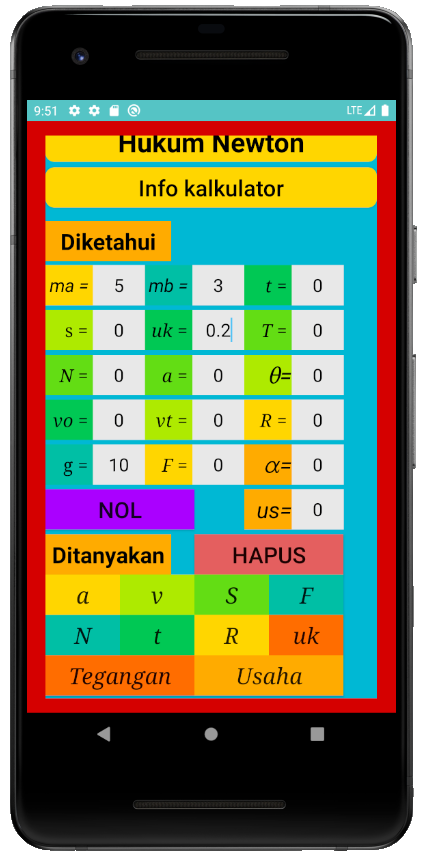 9:51 LTE
Hukum Newton
Info kalkulator
Diketahui
ma = 5 mb = 3 t = 0
s = 0 uk = 0.2 T = 0
N = 0 a = 0 θ= 0
vo = 0 vt = 0 R = 0
g = 10 F = 0 α= 0
NOL us= 0
Ditanyakan HAPUS
a v S F
N t R uk
Tegangan Usaha